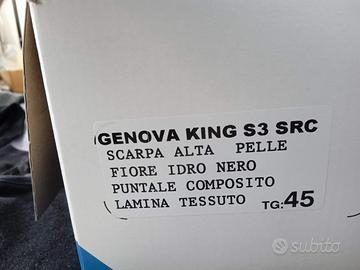 GENOVA KING S3 SRC
SCARPA ALTA PELLE
FIORE IDRO NERO
PUNTALE COMPOSITO
LAMINA TESSUTO TG:45
subito